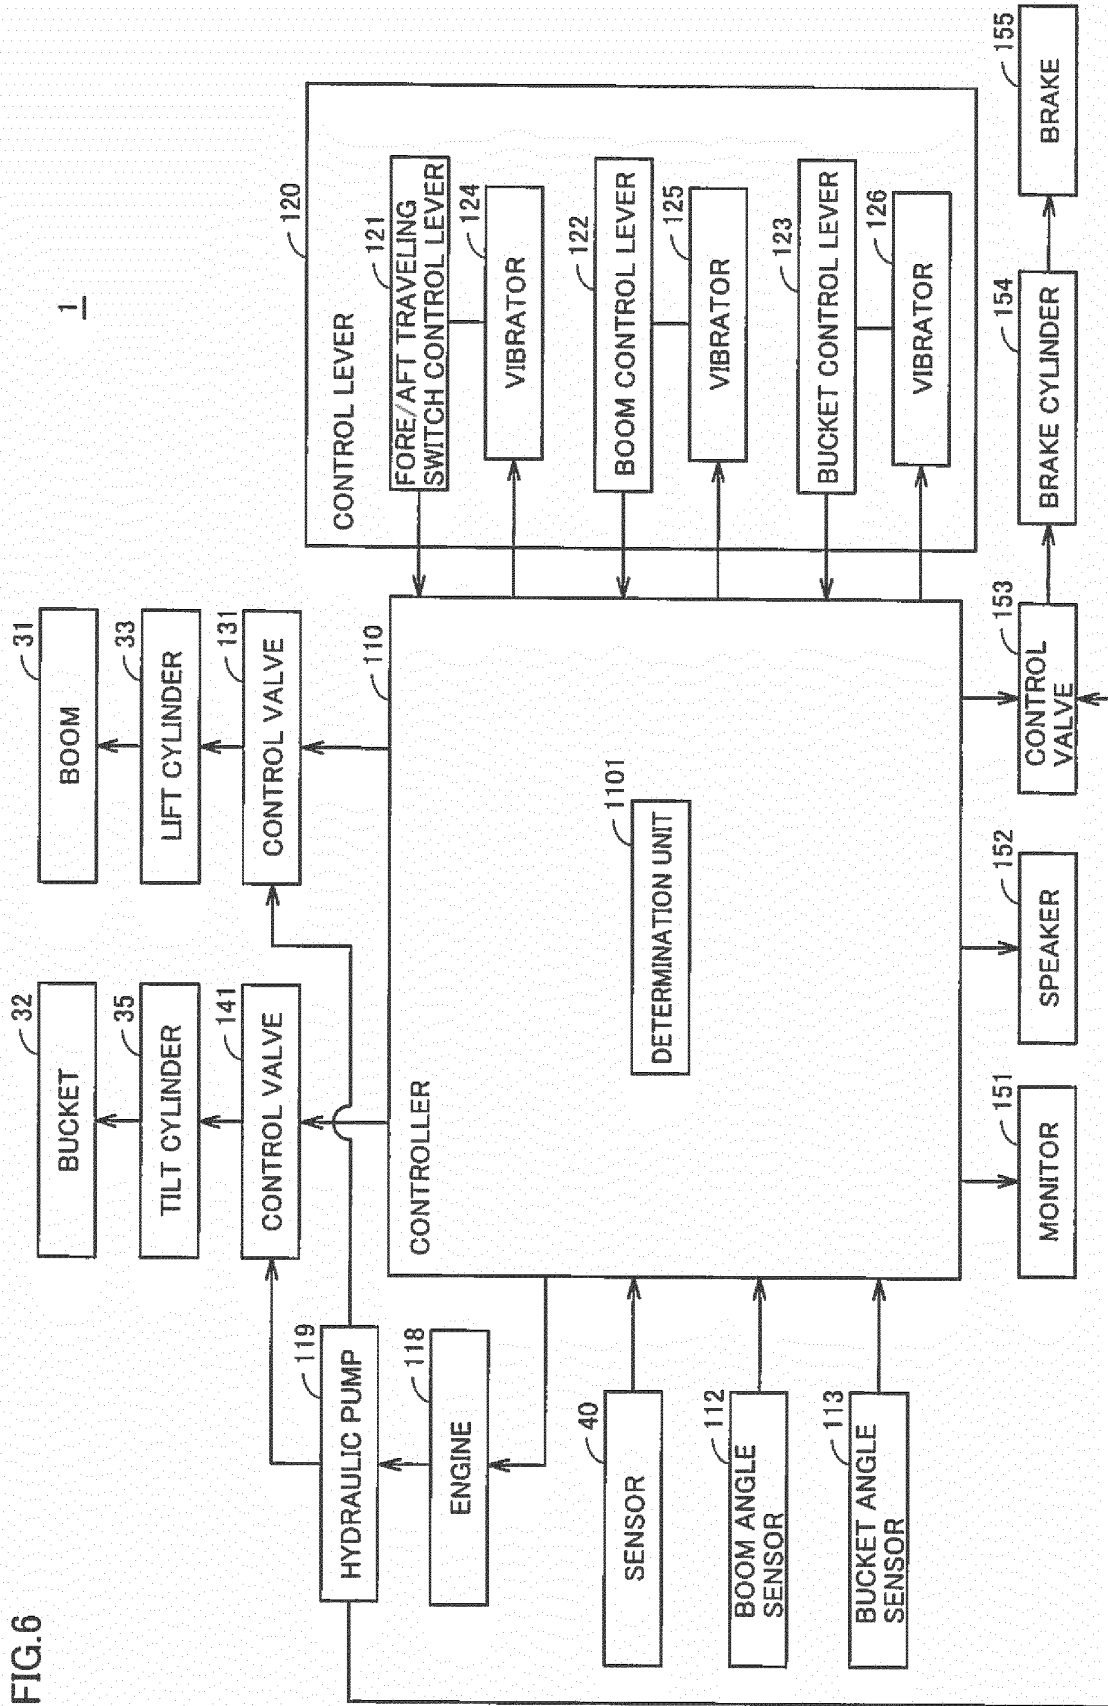 FIG.6
1
32
BUCKET
35
TILT CYLINDER
141
CONTROL VALVE
31
BOOM
33
LIFT CYLINDER
131
CONTROL VALVE
119
HYDRAULIC PUMP
118
ENGINE
40
SENSOR
112
BOOM ANGLE
SENSOR
113
BUCKET ANGLE
SENSOR
110
CONTROLLER
1101
DETERMINATION UNIT
120
CONTROL LEVER
121
FORE/AFT TRAVELING
SWITCH CONTROL LEVER
124
VIBRATOR
122
BOOM CONTROL LEVER
125
VIBRATOR
123
BUCKET CONTROL LEVER
126
VIBRATOR
151
MONITOR
152
SPEAKER
153
CONTROL
VALVE
154
BRAKE CYLINDER
155
BRAKE